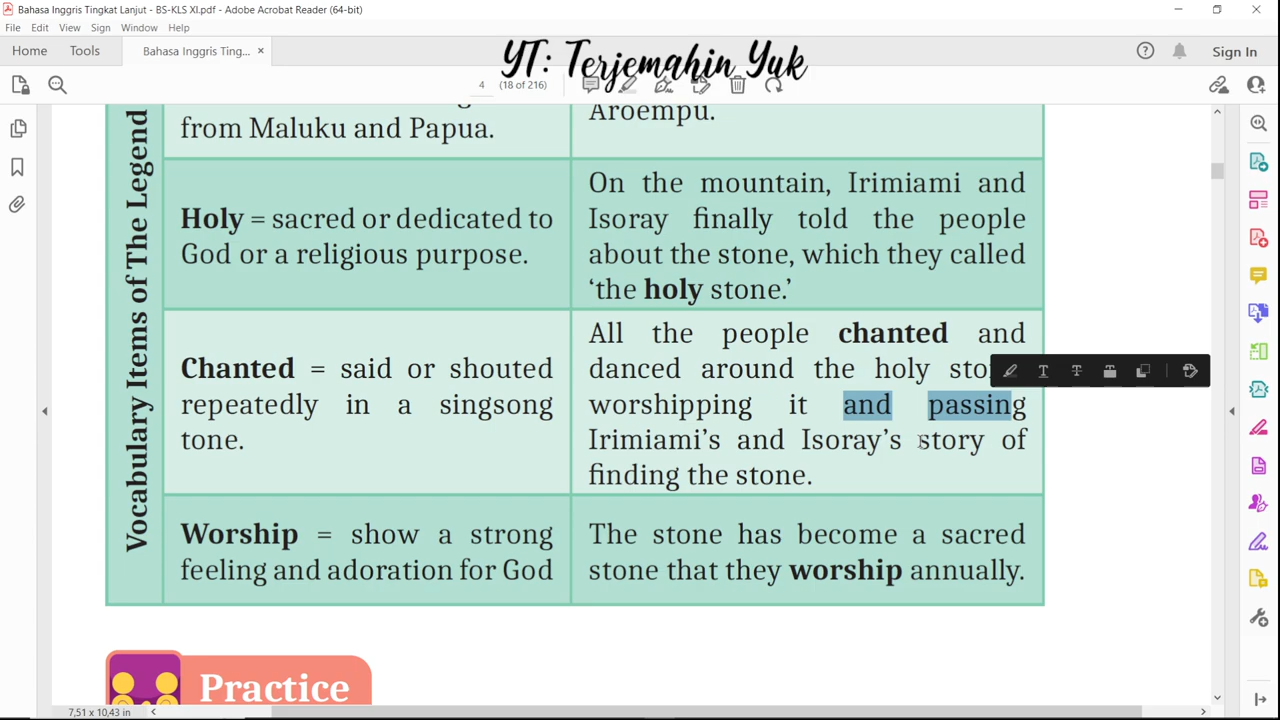 Bahasa Inggris Tingkat Lanjut - BS-KLS XI.pdf - Adobe Acrobat Reader (64-bit)
File Edit View Sign Window Help
Home Tools Bahasa Inggris Ting... × Sign In
YT: Terjemahin Yuk
4 (18 of 216)
Vocabulary Items of The Legend
from Maluku and Papua.
Aroempu.
Holy = sacred or dedicated to
God or a religious purpose.
On the mountain, Irimiami and
Isoray finally told the people
about the stone, which they called
‘the holy stone.’
Chanted = said or shouted
repeatedly in a singsong
tone.
All the people chanted and
danced around the holy
worshipping it and passing
Irimiami’s and Isoray’s story of
finding the stone.
Worship = show a strong
feeling and adoration for God
The stone has become a sacred
stone that they worship annually.
Practice
7,51 x 10,43 in